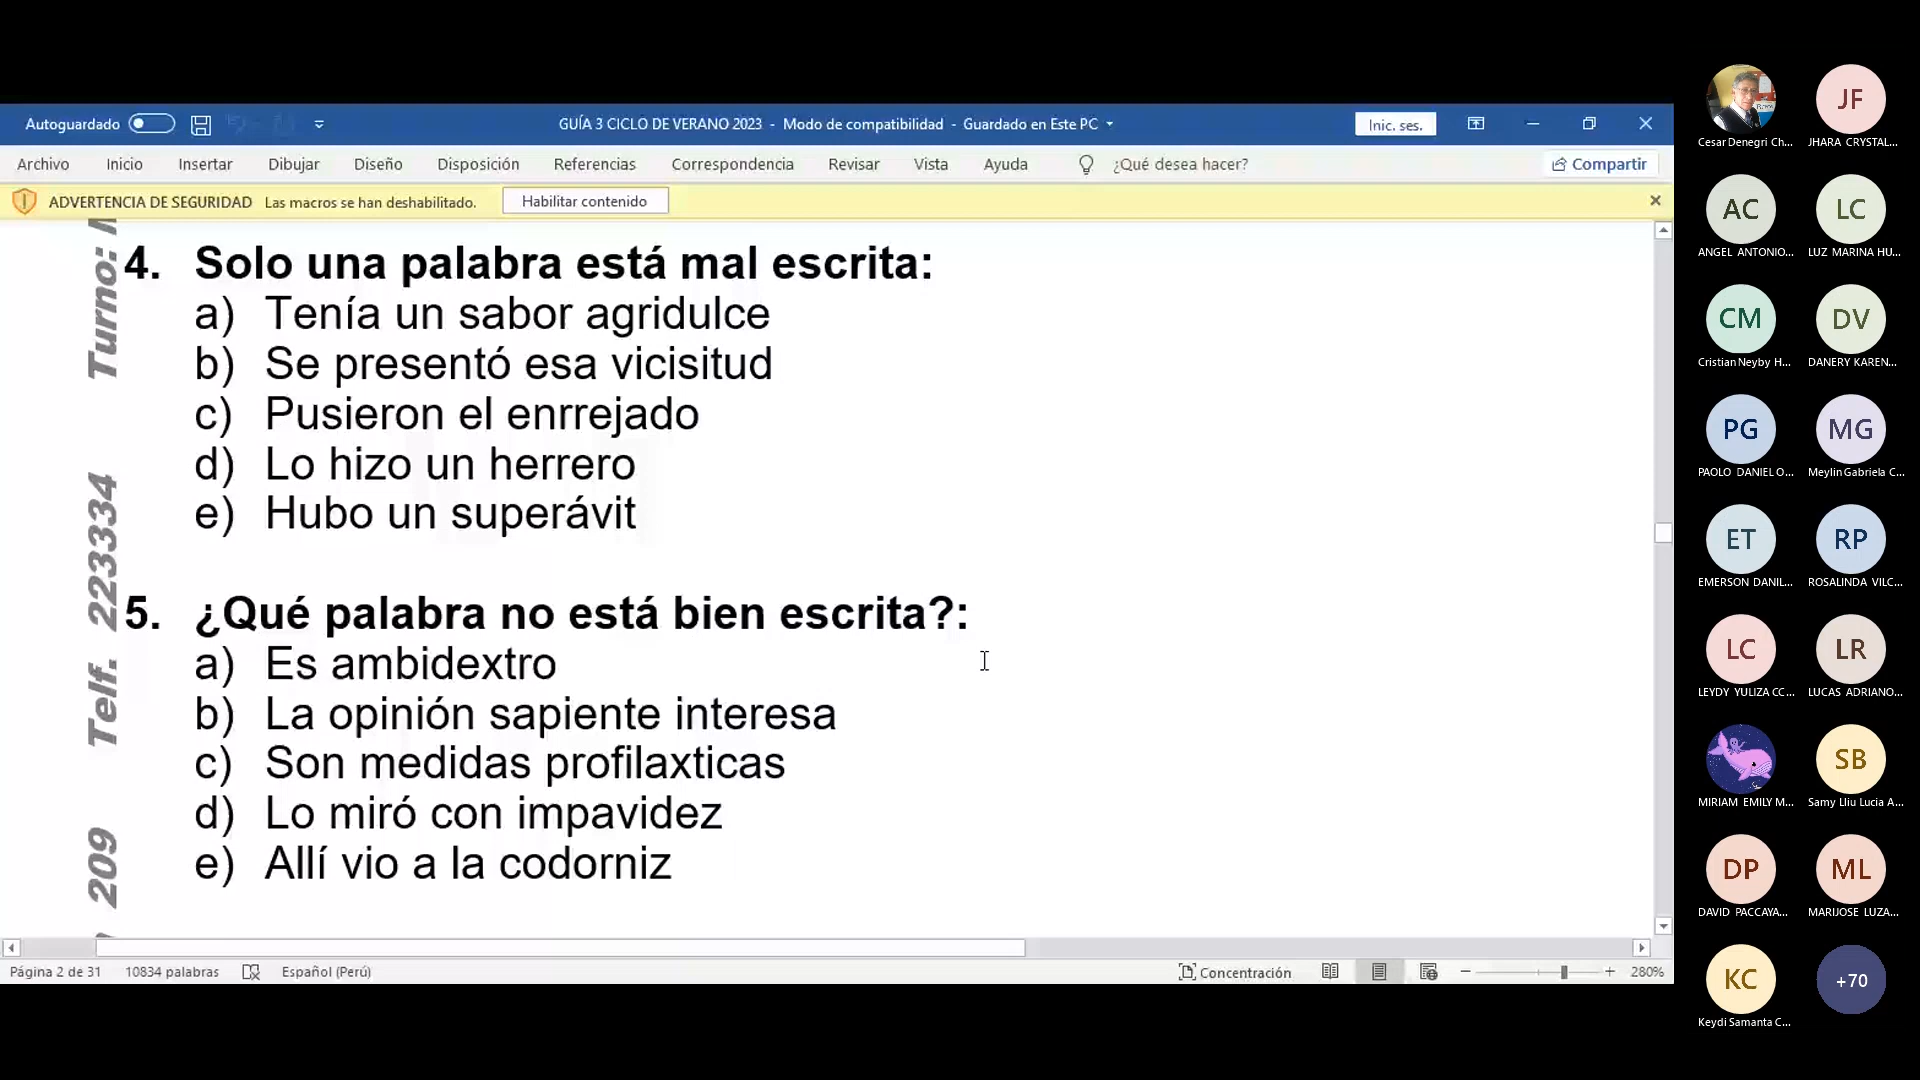 Autoguardado
GUÍA 3 CICLO DE VERANO 2023 - Modo de compatibilidad - Guardado en Este PC
Inic. ses.
Archivo Inicio Insertar Dibujar Diseño Disposición Referencias Correspondencia Revisar Vista Ayuda ¿Qué desea hacer? Compartir
ADVERTENCIA DE SEGURIDAD Las macros se han deshabilitado. Habilitar contenido
4. Solo una palabra está mal escrita:
a) Tenía un sabor agridulce
b) Se presentó esa vicisitud
c) Pusieron el enrrejado
d) Lo hizo un herrero
e) Hubo un superávit
5. ¿Qué palabra no está bien escrita?:
a) Es ambidextro
b) La opinión sapiente interesa
c) Son medidas profilaxticas
d) Lo miró con impavidez
e) Allí vio a la codorniz
Turno:
Telf. 223334
209
Página 2 de 31 10834 palabras Español (Perú) Concentración 280%
Cesar Denegri Ch...
JF
JHARA CRYSTAL...
AC
ANGEL ANTONIO...
LC
LUZ MARINA HU...
CM
Cristian Neyby H...
DV
DANERY KAREN...
PG
PAOLO DANIEL O...
MG
Meylin Gabriela C...
ET
EMERSON DANIL...
RP
ROSALINDA VILC...
LC
LEYDY YULIZA CC...
LR
LUCAS ADRIANO...
MIRIAM EMILY M...
SB
Samy Lliu Lucia A...
DP
DAVID PACCAYA...
ML
MARIJOSE LUZA...
KC
Keydi Samanta C...
+70